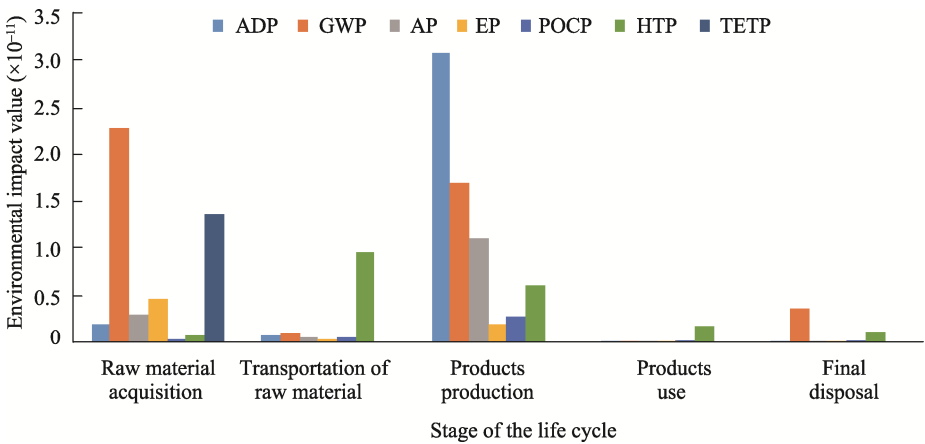 ADP GWP AP EP POCP HTP TETP
Environmental impact value (×10⁻¹¹)
3.5
3.0
2.5
2.0
1.5
1.0
0.5
0
Raw material
acquisition
Transportation of
raw material
Products
production
Products
use
Final
disposal
Stage of the life cycle